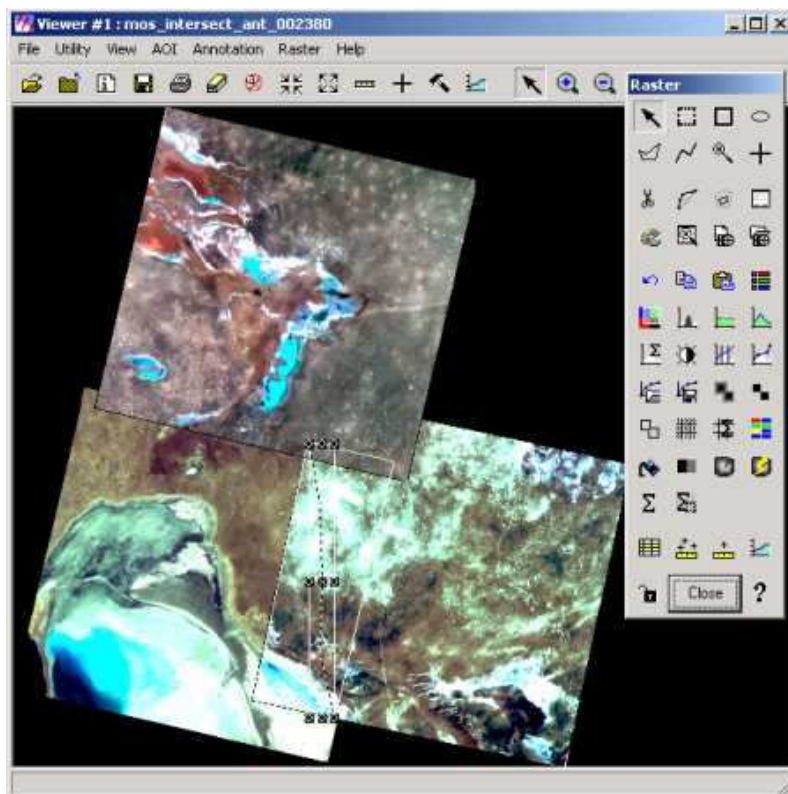 Viewer #1 : mos_intersect_ant_002380
File Utility View AOI Annotation Raster Help
Raster
Close